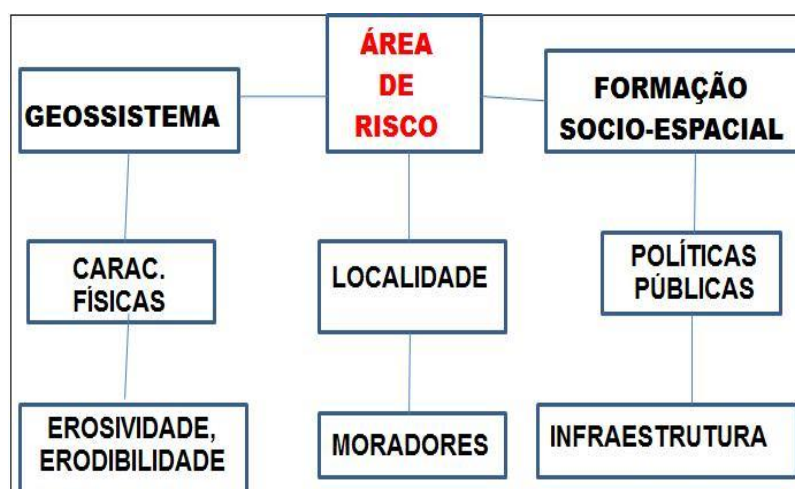 ÁREA
DE
RISCO
GEOSSISTEMA
FORMAÇÃO
SOCIO-ESPACIAL
CARAC.
FÍSICAS
LOCALIDADE
POLÍTICAS
PÚBLICAS
EROSIVIDADE,
ERODIBILIDADE
MORADORES
INFRAESTRUTURA